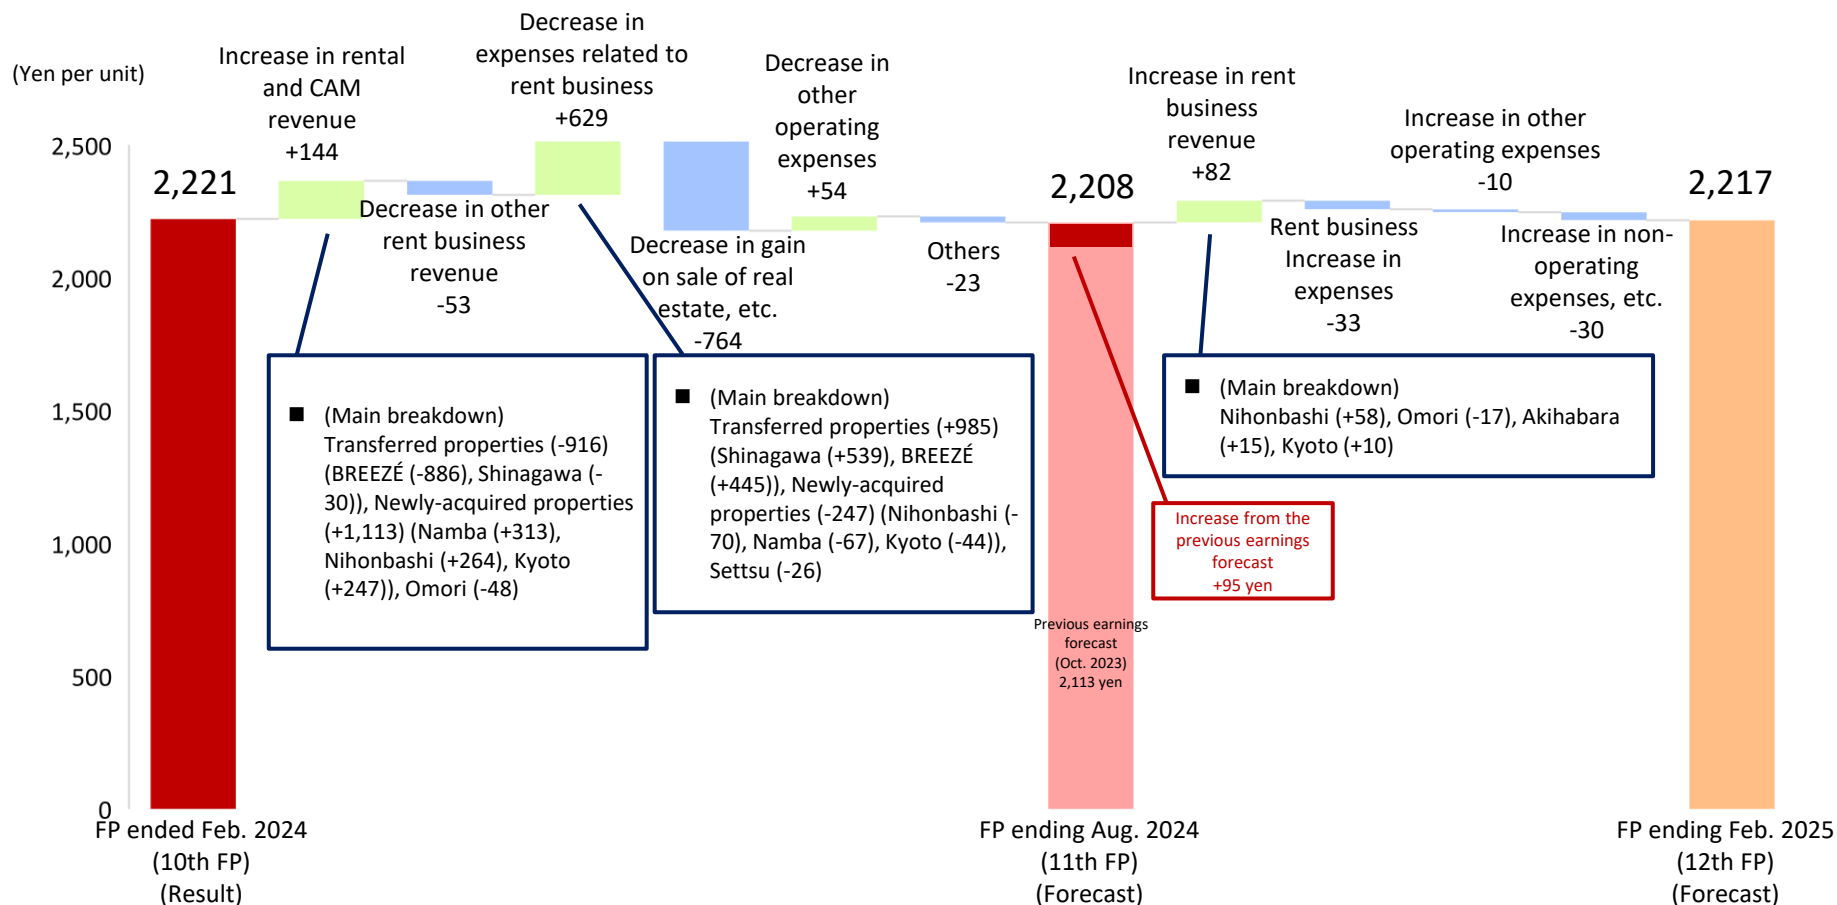 (Yen per unit)
2,500
2,000
1,500
1,000
500
0
2,221
Increase in rental
and CAM
revenue
+144
Decrease in other
rent business
revenue
-53
Decrease in
expenses related to
rent business
+629
Decrease in gain
on sale of real
estate, etc.
-764
Decrease in
other
operating
expenses
+54
Others
-23
2,208
Increase in rent
business
revenue
+82
Rent business
Increase in
expenses
-33
Increase in other
operating expenses
-10
Increase in non-
operating
expenses, etc.
-30
2,217
■ (Main breakdown)
Transferred properties (-916)
(BREEZÉ (-886), Shinagawa (-
30)), Newly-acquired properties
(+1,113) (Namba (+313),
Nihonbashi (+264), Kyoto
(+247)), Omori (-48)
■ (Main breakdown)
Transferred properties (+985)
(Shinagawa (+539), BREEZÉ
(+445)), Newly-acquired
properties (-247) (Nihonbashi (-
70), Namba (-67), Kyoto (-44)),
Settsu (-26)
■ (Main breakdown)
Nihonbashi (+58), Omori (-17), Akihabara
(+15), Kyoto (+10)
Increase from the
previous earnings
forecast
+95 yen
Previous earnings
forecast
(Oct. 2023)
2,113 yen
FP ended Feb. 2024
(10th FP)
(Result)
FP ending Aug. 2024
(11th FP)
(Forecast)
FP ending Feb. 2025
(12th FP)
(Forecast)